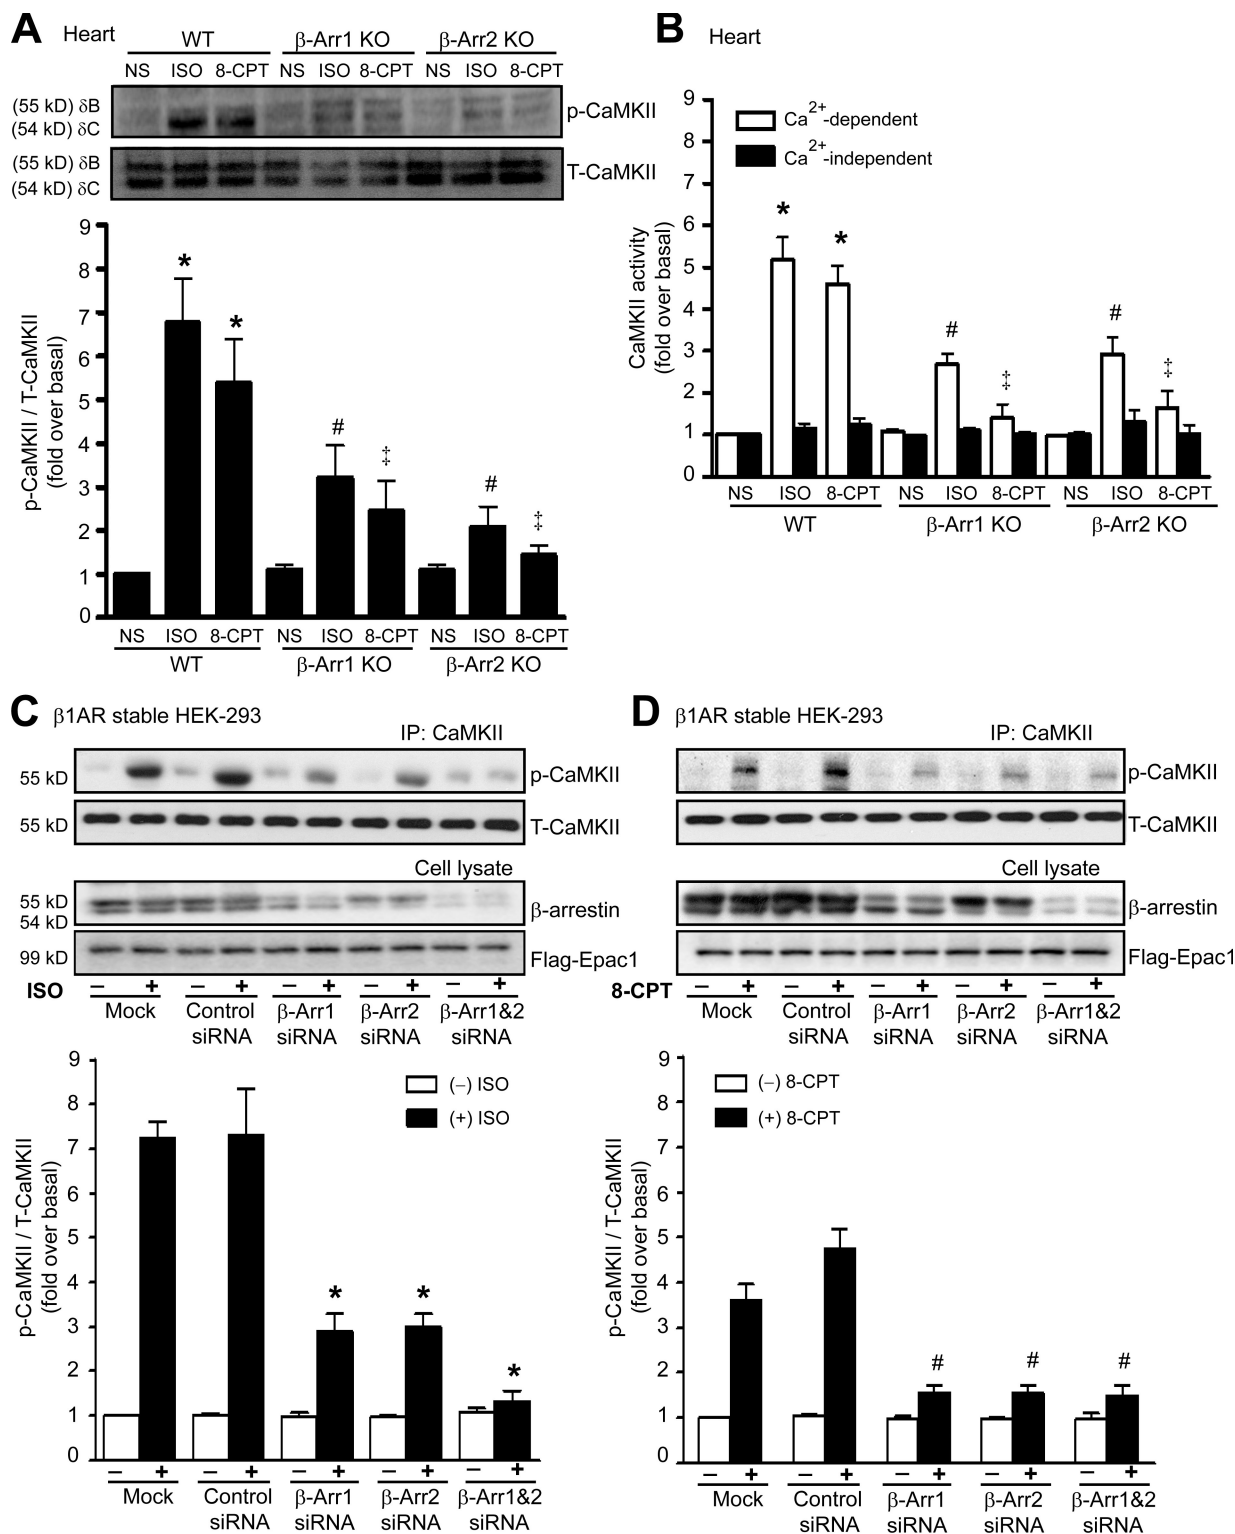 A Heart
WT β-Arr1 KO β-Arr2 KO
NS ISO 8-CPT NS ISO 8-CPT NS ISO 8-CPT
(55 kD) δB
(54 kD) δC
p-CaMKII
(55 kD) δB
(54 kD) δC
T-CaMKII
p-CaMKII / T-CaMKII
(fold over basal)
9
8
7
6
5
4
3
2
1
0
* * # ‡ # ‡
NS ISO 8-CPT NS ISO 8-CPT NS ISO 8-CPT
WT β-Arr1 KO β-Arr2 KO
B Heart
Ca2+-dependent
Ca2+-independent
CaMKII activity
(fold over basal)
9
8
7
6
5
4
3
2
1
0
* * # ‡ # ‡
NS ISO 8-CPT NS ISO 8-CPT NS ISO 8-CPT
WT β-Arr1 KO β-Arr2 KO
C β1AR stable HEK-293
IP: CaMKII
55 kD p-CaMKII
55 kD T-CaMKII
Cell lysate
55 kD
54 kD
β-arrestin
99 kD Flag-Epac1
ISO – + – + – + – + – +
Mock Control siRNA β-Arr1 siRNA β-Arr2 siRNA β-Arr1&2 siRNA
(–) ISO
(+) ISO
p-CaMKII / T-CaMKII
(fold over basal)
9
8
7
6
5
4
3
2
1
0
* * *
– + – + – + – + – +
Mock Control siRNA β-Arr1 siRNA β-Arr2 siRNA β-Arr1&2 siRNA
D β1AR stable HEK-293
IP: CaMKII
p-CaMKII
T-CaMKII
Cell lysate
β-arrestin
Flag-Epac1
8-CPT – + – + – + – + – +
Mock Control siRNA β-Arr1 siRNA β-Arr2 siRNA β-Arr1&2 siRNA
(–) 8-CPT
(+) 8-CPT
p-CaMKII / T-CaMKII
(fold over basal)
9
8
7
6
5
4
3
2
1
0
# # #
– + – + – + – + – +
Mock Control siRNA β-Arr1 siRNA β-Arr2 siRNA β-Arr1&2 siRNA